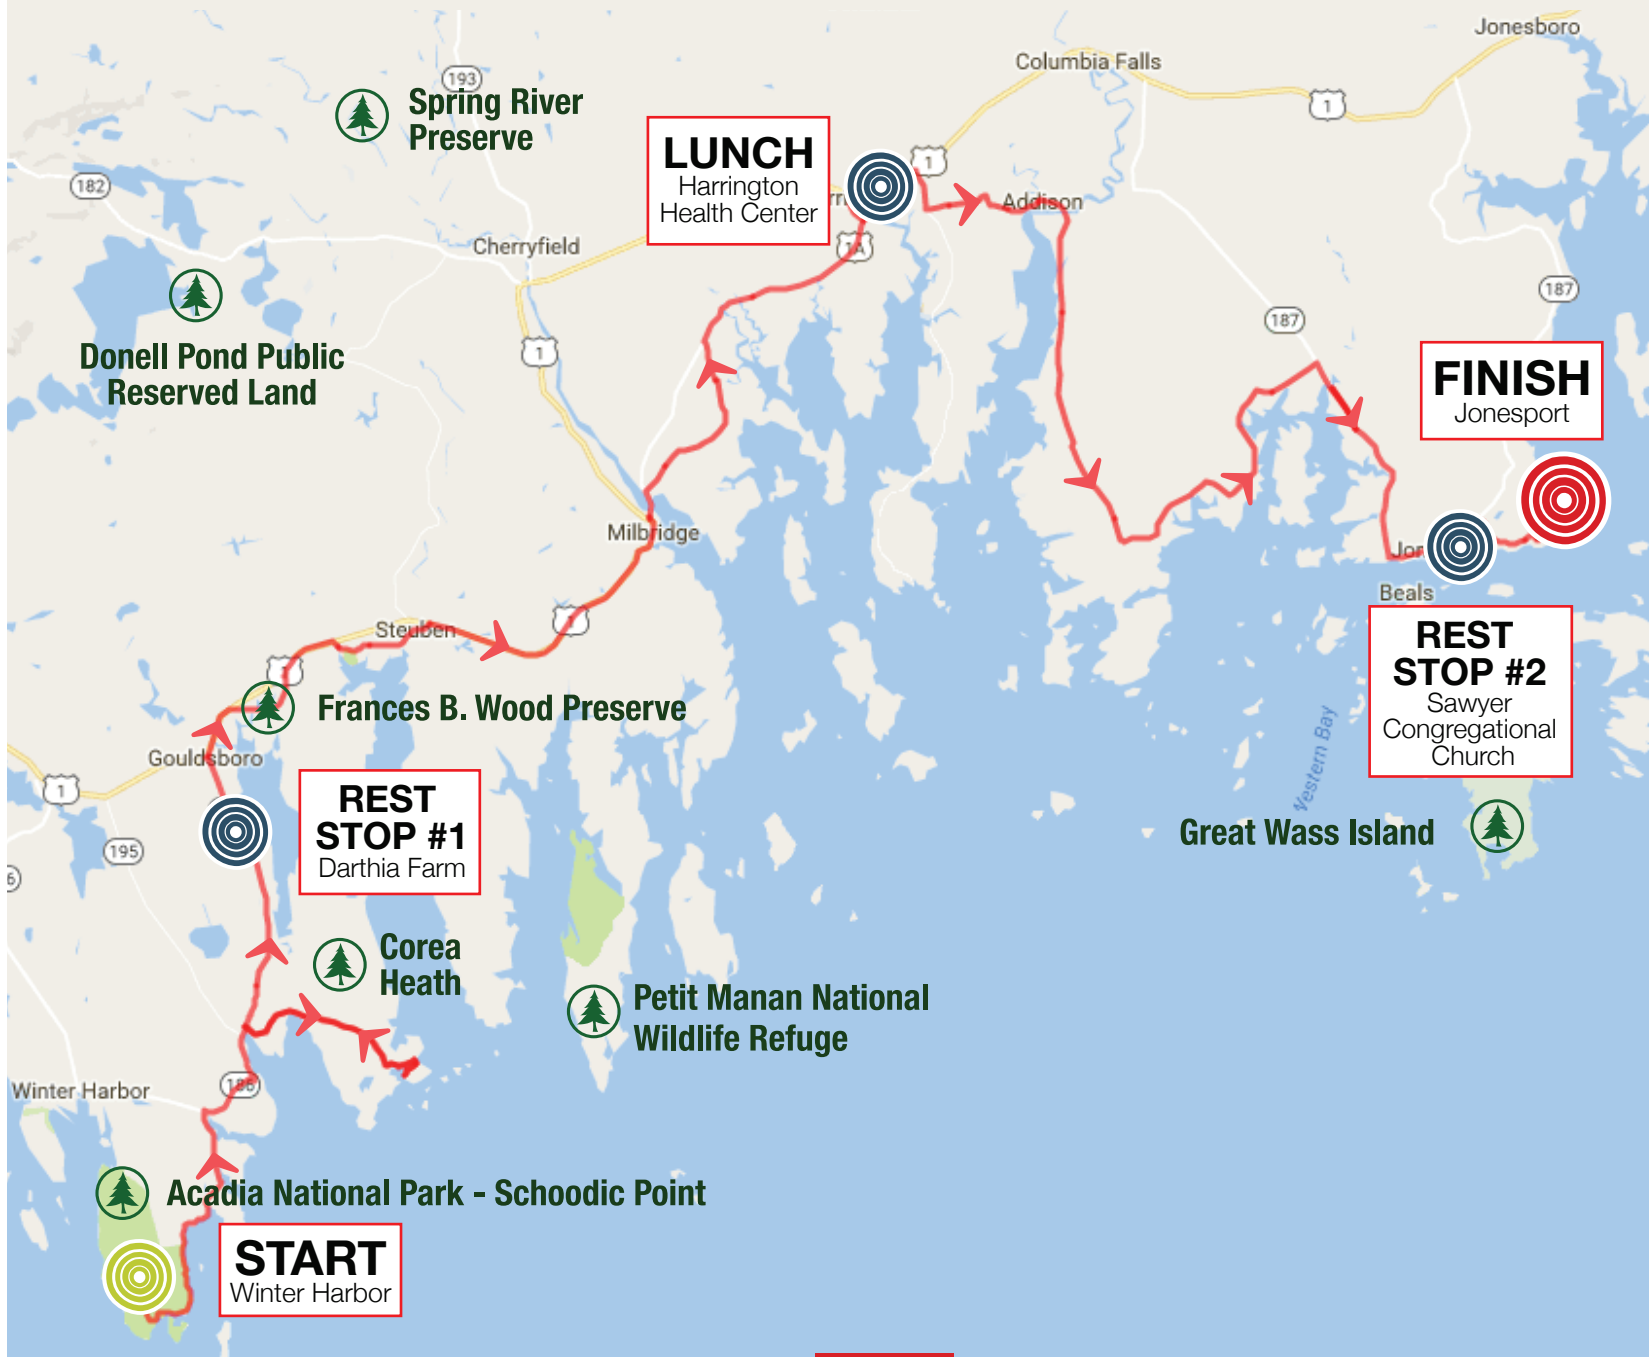 Jonesboro
Columbia Falls
193
Spring River
Preserve
1
LUNCH
Harrington
Health Center
1
182
Addison
Cherryfield
1A
187
187
Donell Pond Public
Reserved Land
1
FINISH
Jonesport
Milbridge
Beals
REST
STOP #2
Sawyer
Congregational
Church
Steuben
1
1
Frances B. Wood Preserve
Gouldsboro
1
REST
STOP #1
Darthia Farm
Western Bay
Great Wass Island
195
6
Corea
Heath
Petit Manan National
Wildlife Refuge
186
Winter Harbor
Acadia National Park - Schoodic Point
START
Winter Harbor